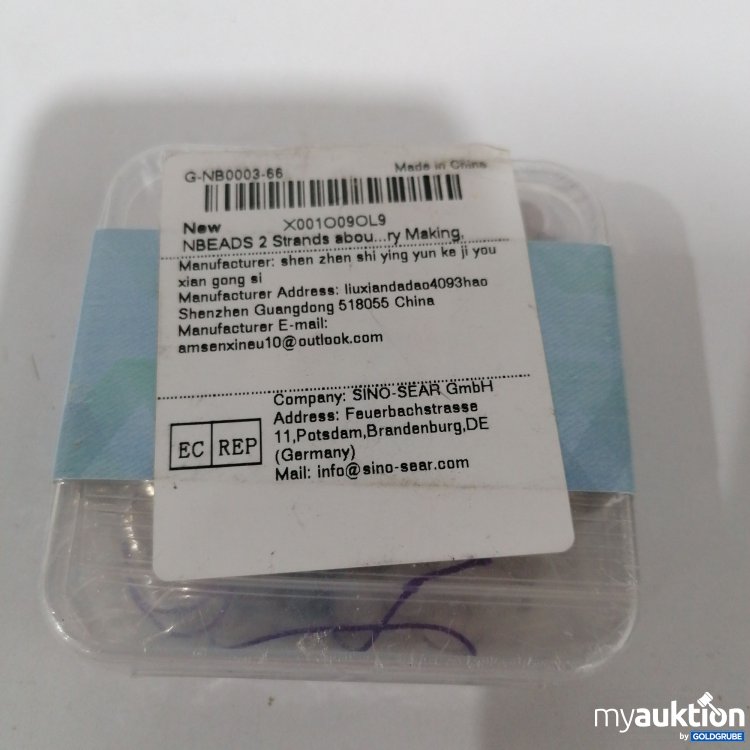 G-NB0003-66 Made in China
New X001O09OL9
NBEADS 2 Strands abou...ry Making,
Manufacturer: shen zhen shi ying yun ke ji you
xian gong si
Manufacturer Address: liuxiandadao4093hao
Shenzhen Guangdong 518055 China
Manufacturer E-mail:
amsenxineu10@outlook.com
EC REP
Company: SINO-SEAR GmbH
Address: Feuerbachstrasse
11,Potsdam,Brandenburg,DE
(Germany)
Mail: info@sino-sear.com
myauktion
by GOLDGRUBE